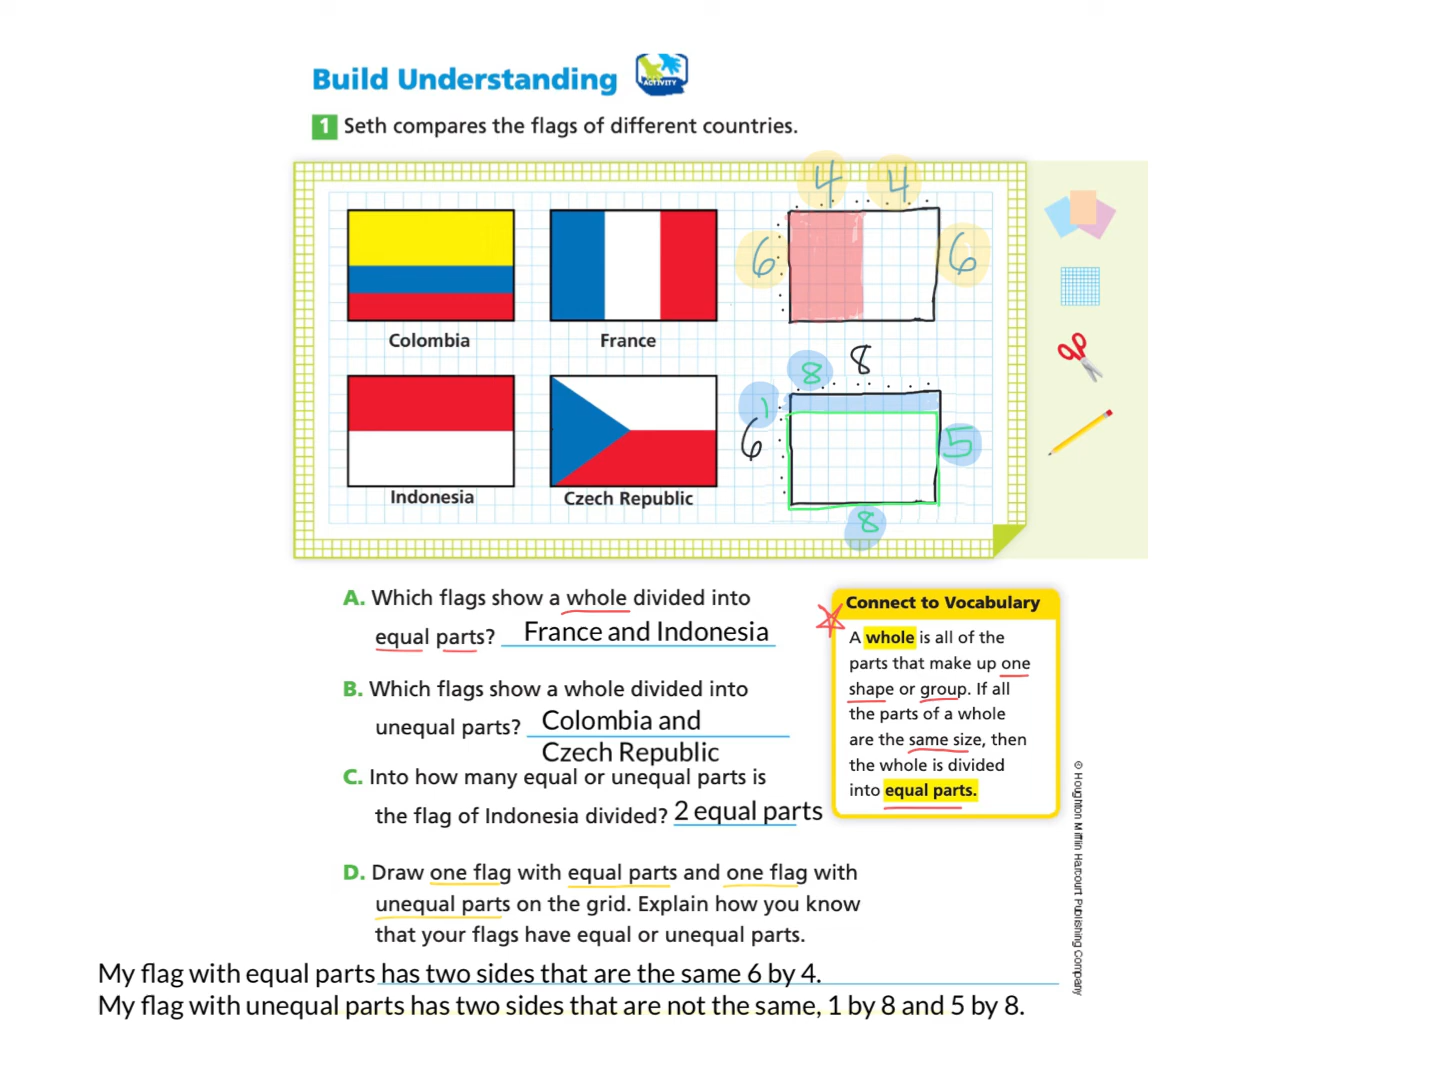 Build Understanding
ACTIVITY
1 Seth compares the flags of different countries.
4 4
6 6
Colombia
France
8 8
1
6 5
Indonesia
Czech Republic
8
A. Which flags show a whole divided into
equal parts? France and Indonesia
B. Which flags show a whole divided into
unequal parts? Colombia and
Czech Republic
C. Into how many equal or unequal parts is
the flag of Indonesia divided? 2 equal parts
Connect to Vocabulary
A whole is all of the
parts that make up one
shape or group. If all
the parts of a whole
are the same size, then
the whole is divided
into equal parts.
D. Draw one flag with equal parts and one flag with
unequal parts on the grid. Explain how you know
that your flags have equal or unequal parts.
My flag with equal parts has two sides that are the same 6 by 4.
My flag with unequal parts has two sides that are not the same, 1 by 8 and 5 by 8.
© Houghton Mifflin Harcourt Publishing Company